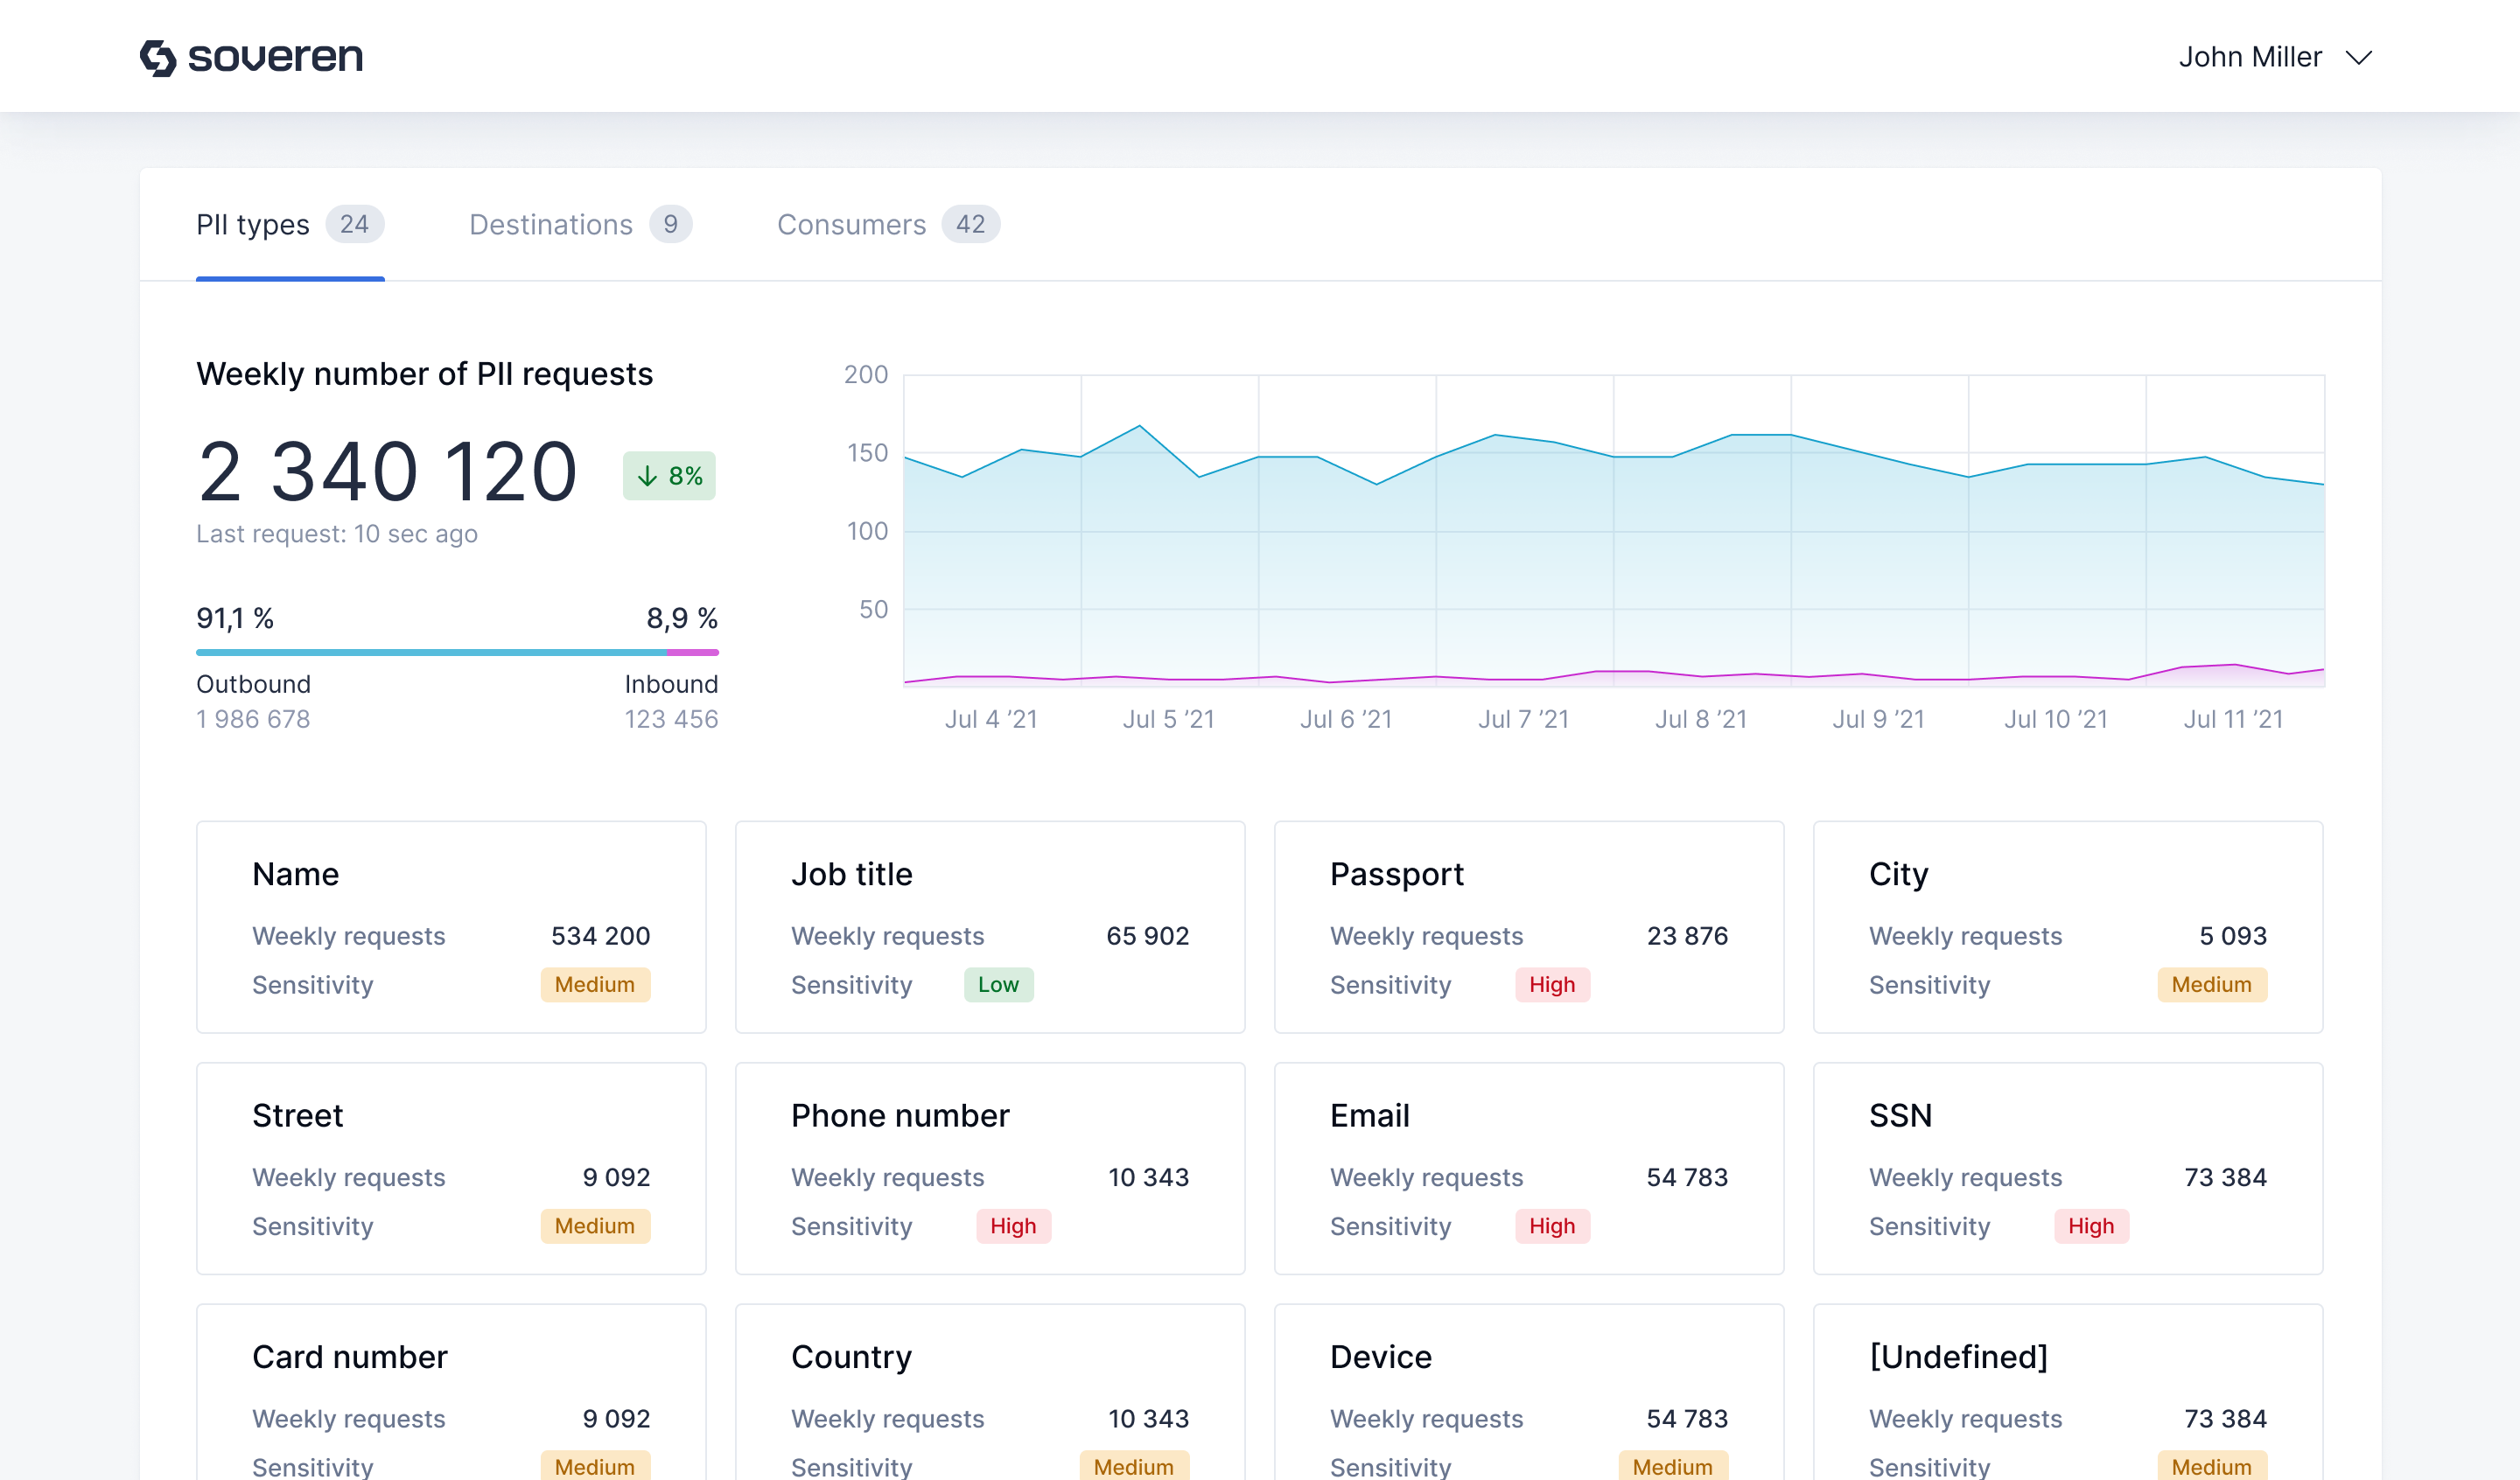 soveren
John Miller
PII types 24 Destinations 9 Consumers 42
Weekly number of PII requests
2 340 120 ↓ 8%
Last request: 10 sec ago
91,1 % 8,9 %
Outbound Inbound
1 986 678 123 456
200
150
100
50
Jul 4 ’21 Jul 5 ’21 Jul 6 ’21 Jul 7 ’21 Jul 8 ’21 Jul 9 ’21 Jul 10 ’21 Jul 11 ’21
Name
Weekly requests 534 200
Sensitivity Medium
Job title
Weekly requests 65 902
Sensitivity Low
Passport
Weekly requests 23 876
Sensitivity High
City
Weekly requests 5 093
Sensitivity Medium
Street
Weekly requests 9 092
Sensitivity Medium
Phone number
Weekly requests 10 343
Sensitivity High
Email
Weekly requests 54 783
Sensitivity High
SSN
Weekly requests 73 384
Sensitivity High
Card number
Weekly requests 9 092
Sensitivity Medium
Country
Weekly requests 10 343
Sensitivity Medium
Device
Weekly requests 54 783
Sensitivity Medium
[Undefined]
Weekly requests 73 384
Sensitivity Medium